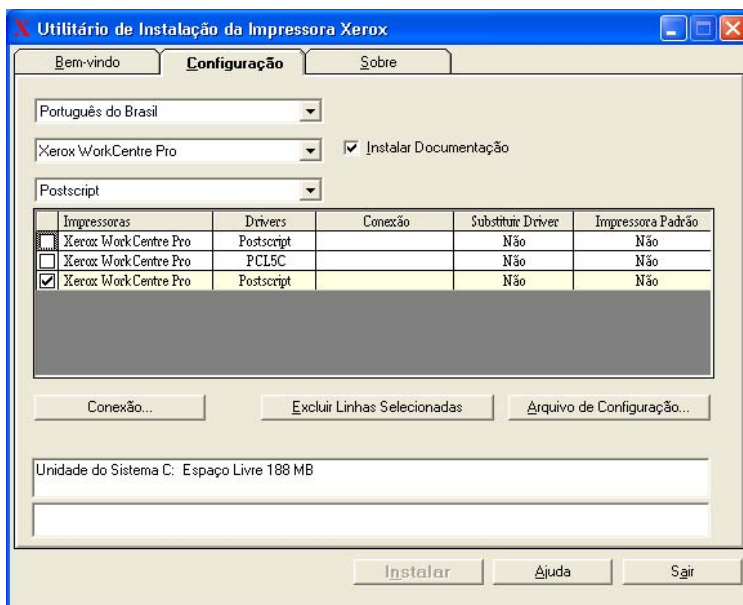 Utilitário de Instalação da Impressora Xerox
Bem-vindo Configuração Sobre
Português do Brasil
Xerox WorkCentre Pro Instalar Documentação
Postscript
Impressoras Drivers Conexão Substituir Driver Impressora Padrão
Xerox WorkCentre Pro Postscript Não Não
Xerox WorkCentre Pro PCL5C Não Não
Xerox WorkCentre Pro Postscript Não Não
Conexão... Excluir Linhas Selecionadas Arquivo de Configuração...
Unidade do Sistema C: Espaço Livre 188 MB
Instalar Ajuda Sair